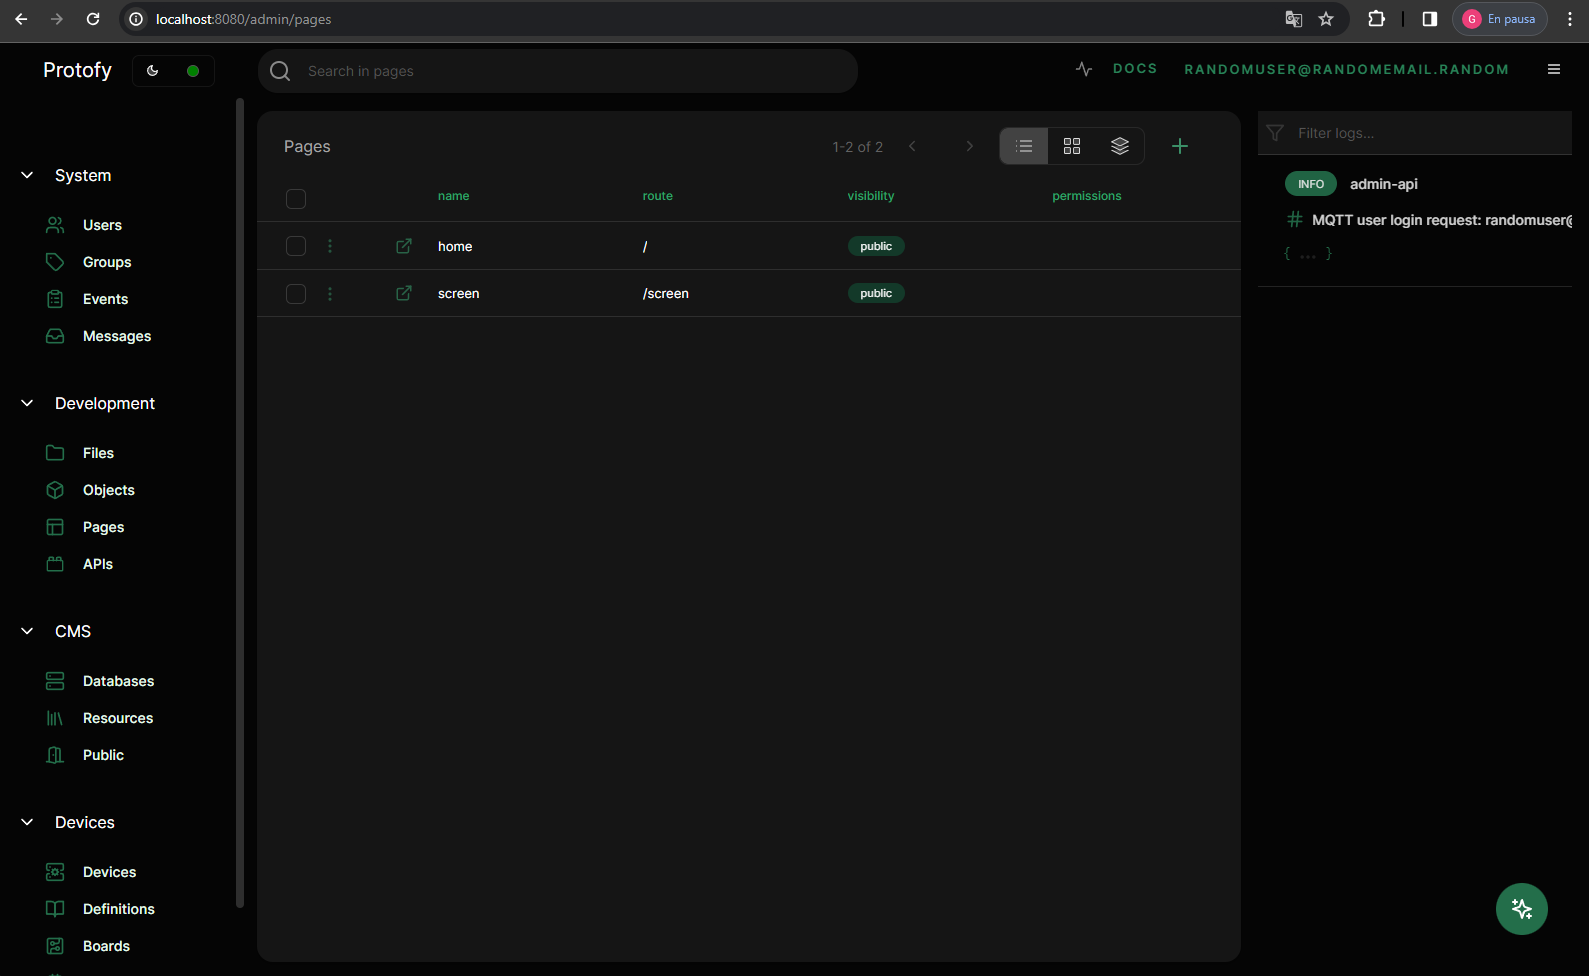 localhost:8080/admin/pages
G En pausa
Protofy
Search in pages
DOCS
RANDOMUSER@RANDOMEMAIL.RANDOM
System
Users
Groups
Events
Messages
Development
Files
Objects
Pages
APIs
CMS
Databases
Resources
Public
Devices
Devices
Definitions
Boards
Pages
1-2 of 2
name route visibility permissions
home / public
screen /screen public
Filter logs...
INFO admin-api
# MQTT user login request: randomuser@
{ ... }